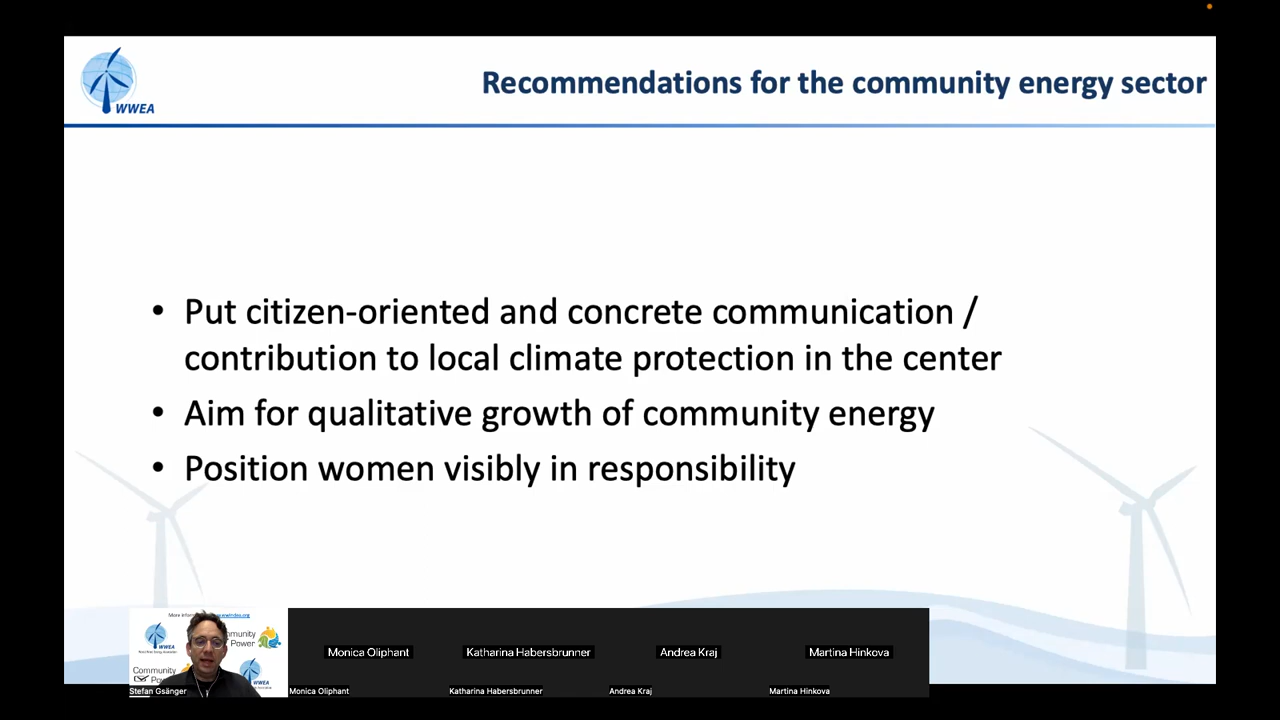 WWEA
Recommendations for the community energy sector
• Put citizen-oriented and concrete communication /
contribution to local climate protection in the center
• Aim for qualitative growth of community energy
• Position women visibly in responsibility
WWEA
Community
Power
Stefan Gsänger
Monica Oliphant
Monica Oliphant
Katharina Habersbrunner
Katharina Habersbrunner
Andrea Kraj
Andrea Kraj
Martina Hinkova
Martina Hinkova